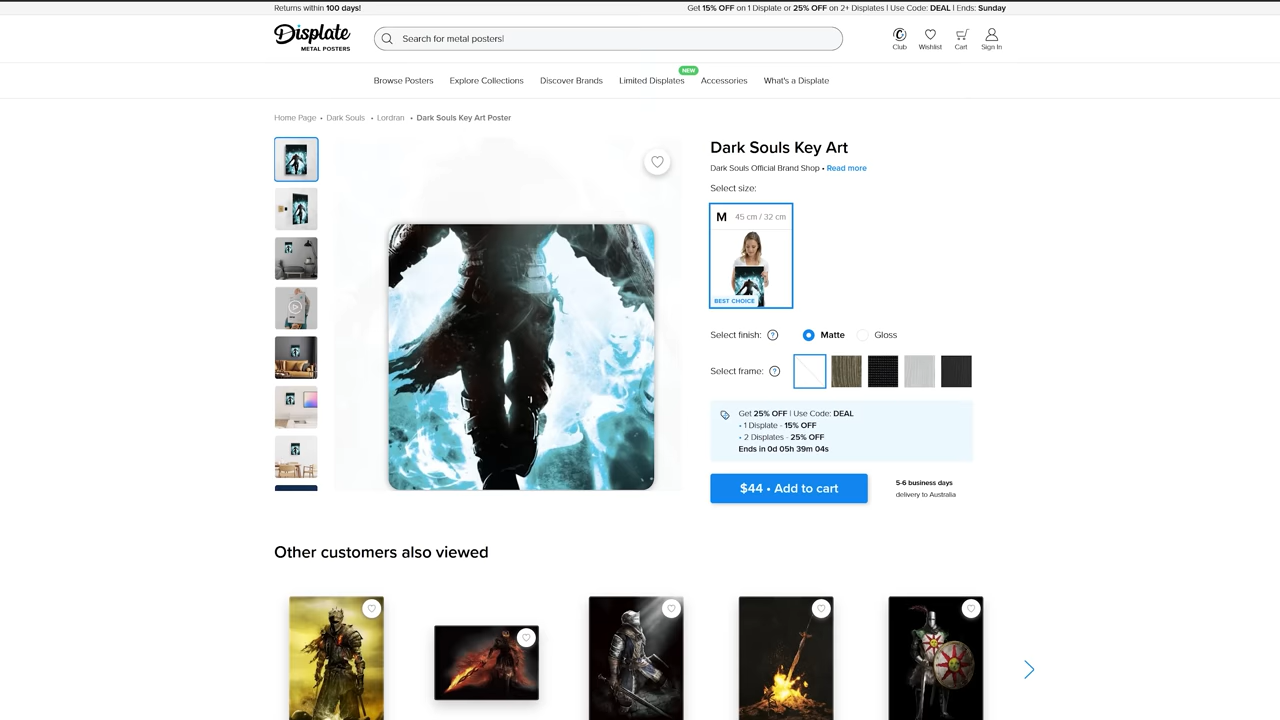 Returns within 100 days!
Get 15% OFF on 1 Displate or 25% OFF on 2+ Displates | Use Code: DEAL | Ends: Sunday
Displate
METAL POSTERS
Search for metal posters!
Club
Wishlist
Cart
Sign In
Browse Posters
Explore Collections
Discover Brands
Limited Displates
NEW
Accessories
What's a Displate
Home Page • Dark Souls • Lordran • Dark Souls Key Art Poster
Dark Souls Key Art
Dark Souls Official Brand Shop • Read more
Select size:
M 45 cm / 32 cm
BEST CHOICE
Select finish: ? Matte Gloss
Select frame: ?
Get 25% OFF | Use Code: DEAL
• 1 Displate - 15% OFF
• 2 Displates - 25% OFF
Ends in 0d 05h 39m 04s
$44 • Add to cart
5-6 business days
delivery to Australia
Other customers also viewed